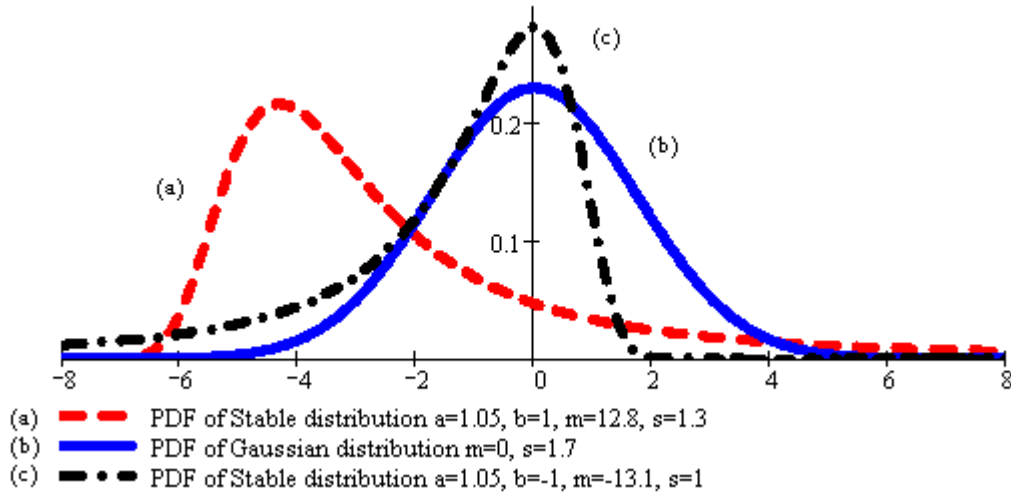 (c)
0.2
(b)
(a)
0.1
−8 −6 −4 −2 0 2 4 6 8
(a) PDF of Stable distribution a=1.05, b=1, m=12.8, s=1.3
(b) PDF of Gaussian distribution m=0, s=1.7
(c) PDF of Stable distribution a=1.05, b=-1, m=-13.1, s=1